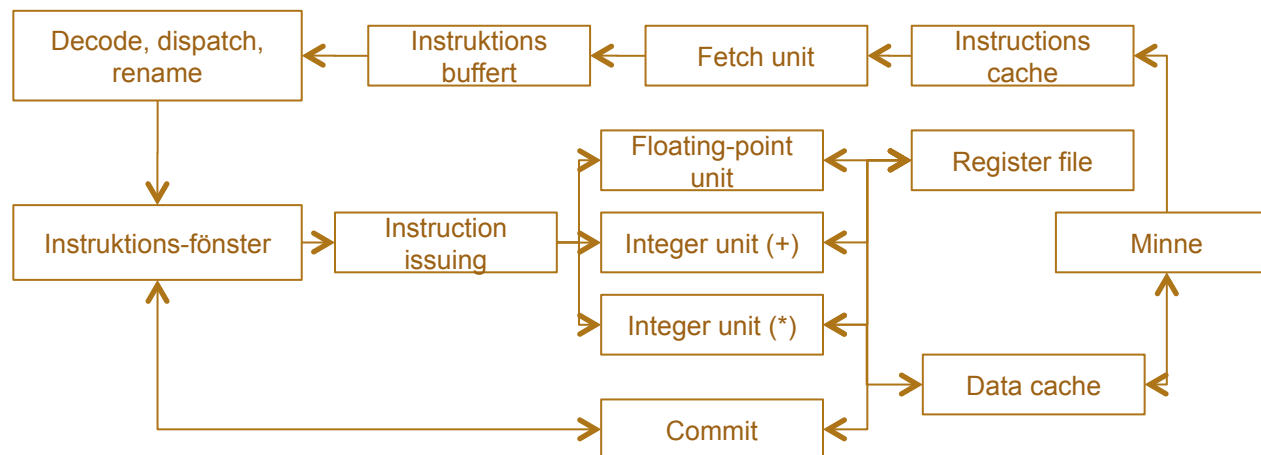 Decode, dispatch,
rename
Instruktions
buffert
Fetch unit
Instructions
cache
Floating-point
unit
Register file
Instruktions-fönster
Instruction
issuing
Integer unit (+)
Minne
Integer unit (*)
Data cache
Commit